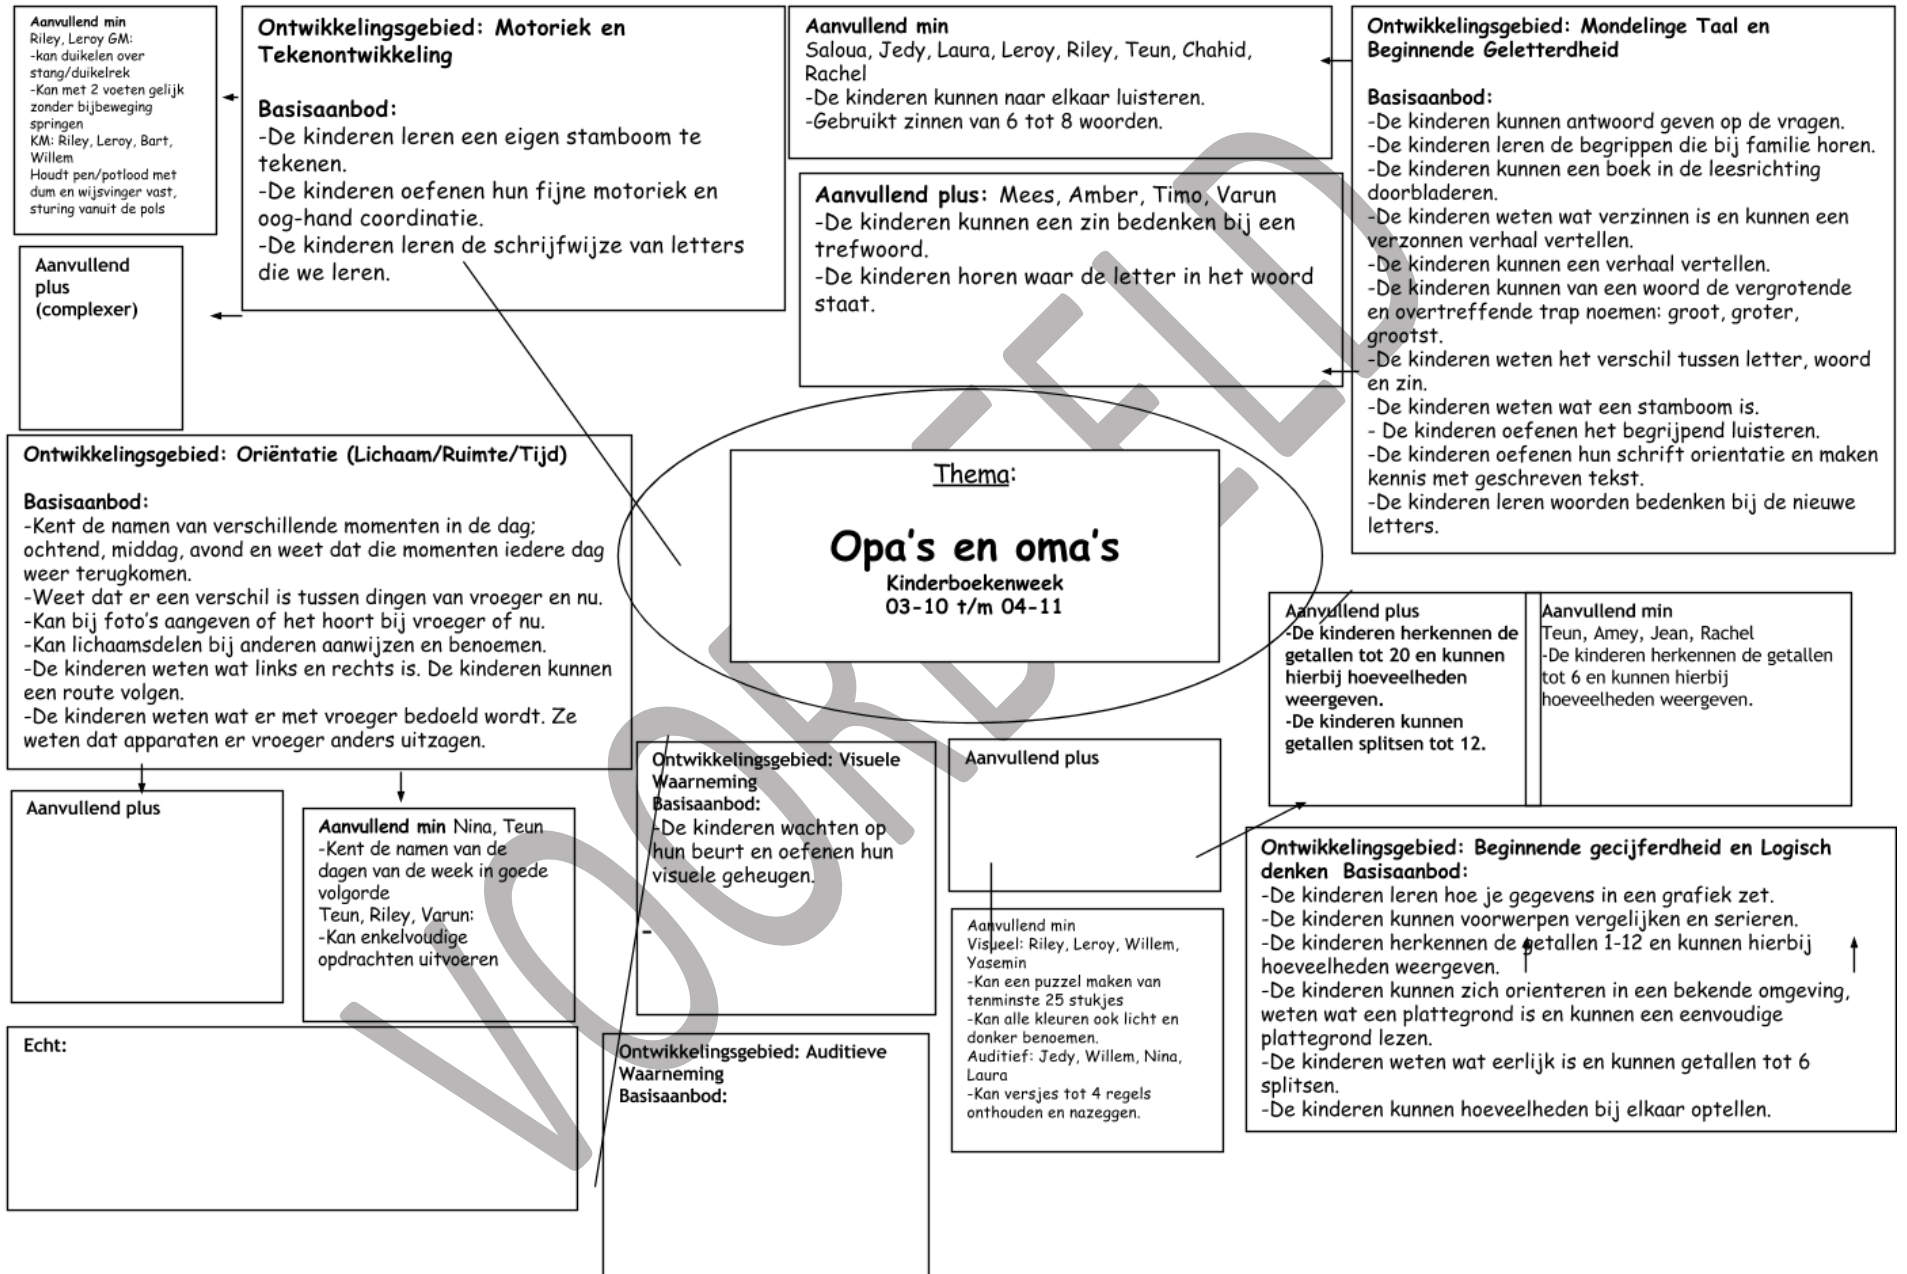 Aanvullend min
Riley, Leroy GM:
-kan duikelen over
stang/duikelrek
-Kan met 2 voeten gelijk
zonder bijbeweging
springen
KM: Riley, Leroy, Bart,
Willem
Houdt pen/potlood met
dum en wijsvinger vast,
sturing vanuit de pols
Ontwikkelingsgebied: Motoriek en
Tekenontwikkeling
Basisaanbod:
-De kinderen leren een eigen stamboom te
tekenen.
-De kinderen oefenen hun fijne motoriek en
oog-hand coordinatie.
-De kinderen leren de schrijfwijze van letters
die we leren.
Aanvullend min
Saloua, Jedy, Laura, Leroy, Riley, Teun, Chahid,
Rachel
-De kinderen kunnen naar elkaar luisteren.
-Gebruikt zinnen van 6 tot 8 woorden.
Aanvullend plus: Mees, Amber, Timo, Varun
-De kinderen kunnen een zin bedenken bij een
trefwoord.
-De kinderen horen waar de letter in het woord
staat.
Ontwikkelingsgebied: Mondelinge Taal en
Beginnende Geletterdheid
Basisaanbod:
-De kinderen kunnen antwoord geven op de vragen.
-De kinderen leren de begrippen die bij familie horen.
-De kinderen kunnen een boek in de leesrichting
doorbladeren.
-De kinderen weten wat verzinnen is en kunnen een
verzonnen verhaal vertellen.
-De kinderen kunnen een verhaal vertellen.
-De kinderen kunnen van een woord de vergrotende
en overtreffende trap noemen: groot, groter,
grootst.
-De kinderen weten het verschil tussen letter, woord
en zin.
-De kinderen weten wat een stamboom is.
- De kinderen oefenen het begrijpend luisteren.
-De kinderen oefenen hun schrift orientatie en maken
kennis met geschreven tekst.
-De kinderen leren woorden bedenken bij de nieuwe
letters.
Aanvullend
plus
(complexer)
Ontwikkelingsgebied: Oriëntatie (Lichaam/Ruimte/Tijd)
Basisaanbod:
-Kent de namen van verschillende momenten in de dag;
ochtend, middag, avond en weet dat die momenten iedere dag
weer terugkomen.
-Weet dat er een verschil is tussen dingen van vroeger en nu.
-Kan bij foto's aangeven of het hoort bij vroeger of nu.
-Kan lichaamsdelen bij anderen aanwijzen en benoemen.
-De kinderen weten wat links en rechts is. De kinderen kunnen
een route volgen.
-De kinderen weten wat er met vroeger bedoeld wordt. Ze
weten dat apparaten er vroeger anders uitzagen.
Thema:
Opa's en oma's
Kinderboekenweek
03-10 t/m 04-11
VOORBEELD
Aanvullend plus
-De kinderen herkennen de
getallen tot 20 en kunnen
hierbij hoeveelheden
weergeven.
-De kinderen kunnen
getallen splitsen tot 12.
Aanvullend min
Teun, Amey, Jean, Rachel
-De kinderen herkennen de getallen
tot 6 en kunnen hierbij
hoeveelheden weergeven.
Aanvullend plus
Aanvullend min Nina, Teun
-Kent de namen van de
dagen van de week in goede
volgorde
Teun, Riley, Varun:
-Kan enkelvoudige
opdrachten uitvoeren
Ontwikkelingsgebied: Visuele
Waarneming
Basisaanbod:
-De kinderen wachten op
hun beurt en oefenen hun
visuele geheugen.
-
Aanvullend plus
Aanvullend min
Visueel: Riley, Leroy, Willem,
Yasemin
-Kan een puzzel maken van
tenminste 25 stukjes
-Kan alle kleuren ook licht en
donker benoemen.
Auditief: Jedy, Willem, Nina,
Laura
-Kan versjes tot 4 regels
onthouden en nazeggen.
Ontwikkelingsgebied: Beginnende gecijferdheid en Logisch
denken Basisaanbod:
-De kinderen leren hoe je gegevens in een grafiek zet.
-De kinderen kunnen voorwerpen vergelijken en serieren.
-De kinderen herkennen de getallen 1-12 en kunnen hierbij
hoeveelheden weergeven.
-De kinderen kunnen zich orienteren in een bekende omgeving,
weten wat een plattegrond is en kunnen een eenvoudige
plattegrond lezen.
-De kinderen weten wat eerlijk is en kunnen getallen tot 6
splitsen.
-De kinderen kunnen hoeveelheden bij elkaar optellen.
Echt:
Ontwikkelingsgebied: Auditieve
Waarneming
Basisaanbod: